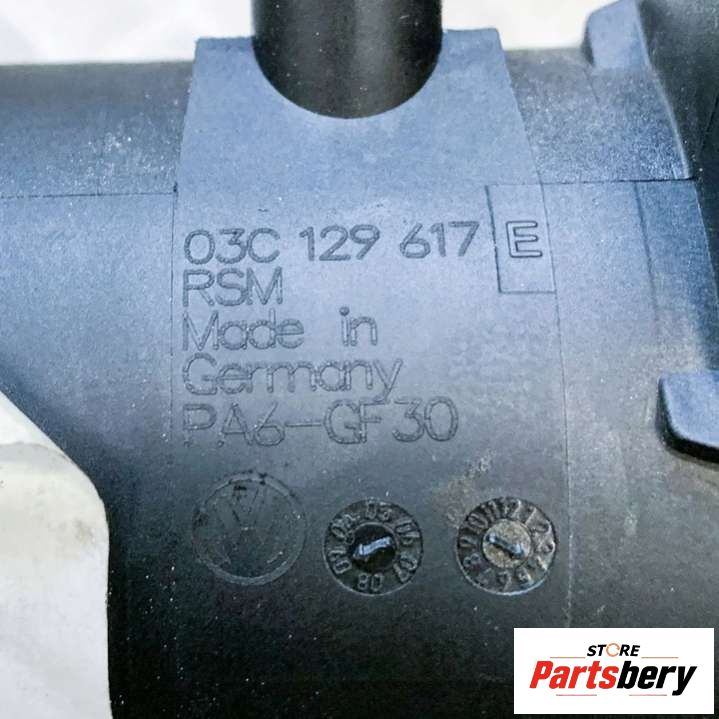 03C 129 617 E
RSM
Made in
Germany
PA6-GF30
STORE
Partsbery